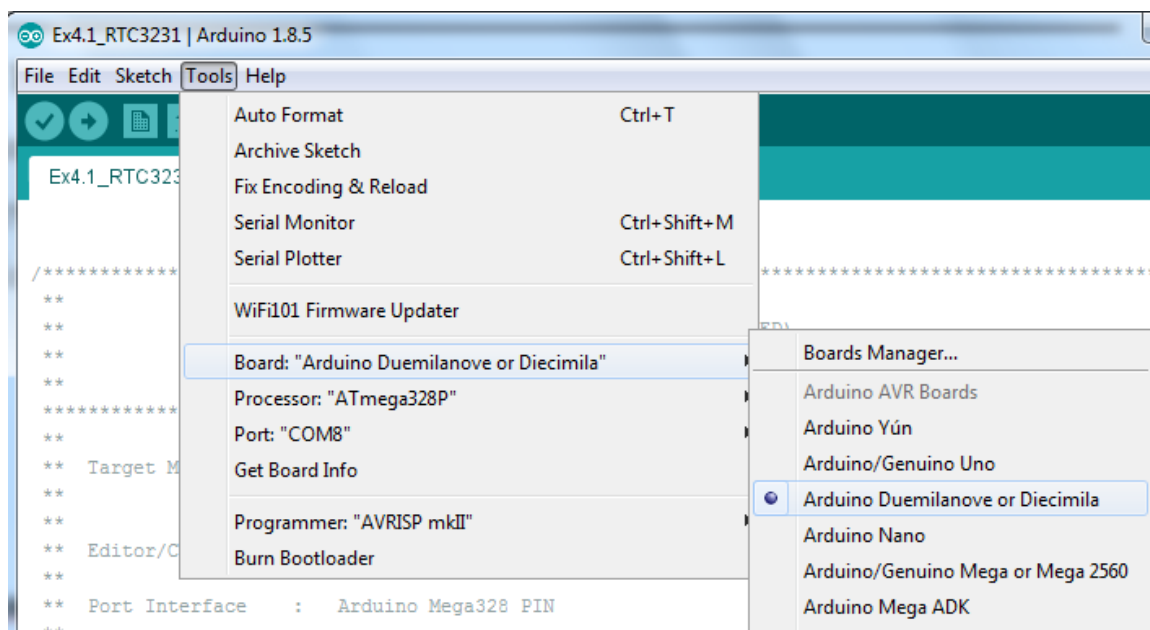 Ex4.1_RTC3231 | Arduino 1.8.5
File Edit Sketch Tools Help
Ex4.1_RTC323
Auto Format Ctrl+T
Archive Sketch
Fix Encoding & Reload
Serial Monitor Ctrl+Shift+M
Serial Plotter Ctrl+Shift+L
WiFi101 Firmware Updater
Board: "Arduino Duemilanove or Diecimila"
Processor: "ATmega328P"
Port: "COM8"
Get Board Info
Programmer: "AVRISP mkII"
Burn Bootloader
Boards Manager...
Arduino AVR Boards
Arduino Yún
Arduino/Genuino Uno
Arduino Duemilanove or Diecimila
Arduino Nano
Arduino/Genuino Mega or Mega 2560
Arduino Mega ADK
** Target M
** Editor/C
** Port Interface : Arduino Mega328 PIN